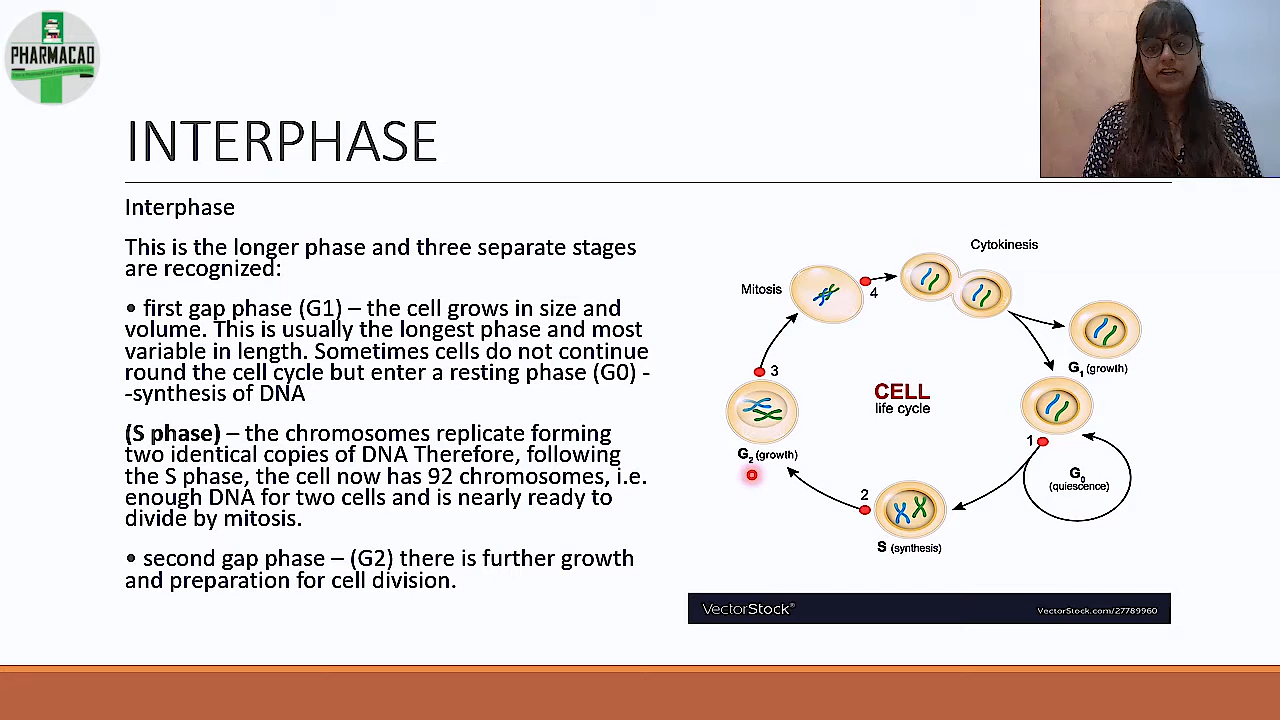 PHARMACAD
INTERPHASE
Interphase
This is the longer phase and three separate stages
are recognized:
• first gap phase (G1) – the cell grows in size and
volume. This is usually the longest phase and most
variable in length. Sometimes cells do not continue
round the cell cycle but enter a resting phase (G0) -
-synthesis of DNA
(S phase) – the chromosomes replicate forming
two identical copies of DNA Therefore, following
the S phase, the cell now has 92 chromosomes, i.e.
enough DNA for two cells and is nearly ready to
divide by mitosis.
• second gap phase – (G2) there is further growth
and preparation for cell division.
Cytokinesis
Mitosis
4
G1 (growth)
3
CELL
life cycle
1
G2 (growth)
G0
(quiescence)
2
S (synthesis)
VectorStock®
VectorStock.com/27789960